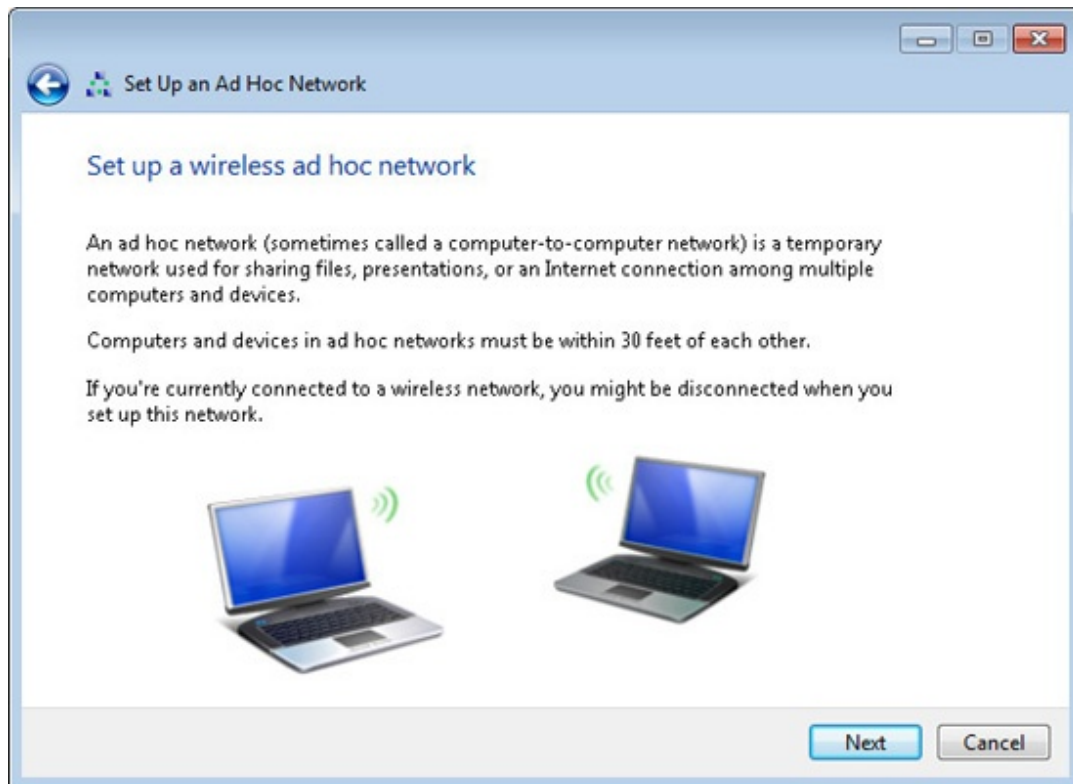 Set Up an Ad Hoc Network
Set up a wireless ad hoc network
An ad hoc network (sometimes called a computer-to-computer network) is a temporary
network used for sharing files, presentations, or an Internet connection among multiple
computers and devices.
Computers and devices in ad hoc networks must be within 30 feet of each other.
If you're currently connected to a wireless network, you might be disconnected when you
set up this network.
Next Cancel